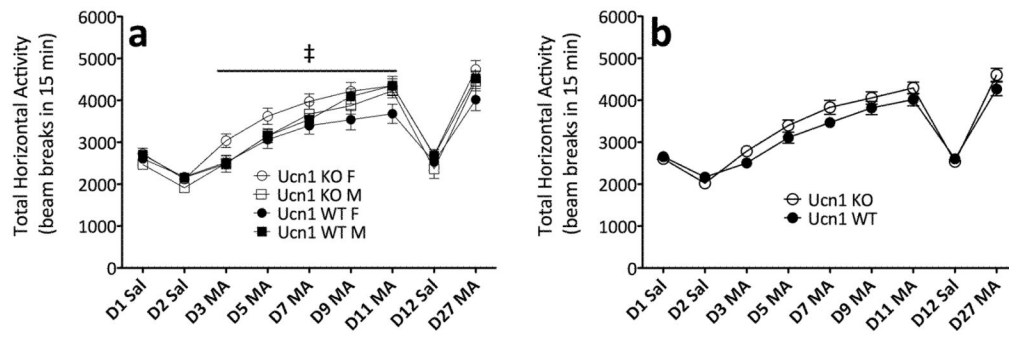 a
‡
Total Horizontal Activity
(beam breaks in 15 min)
6000
5000
4000
3000
2000
1000
0
Ucn1 KO F
Ucn1 KO M
Ucn1 WT F
Ucn1 WT M
D1 Sal
D2 Sal
D3 MA
D5 MA
D7 MA
D9 MA
D11 MA
D12 Sal
D27 MA
b
Total Horizontal Activity
(beam breaks in 15 min)
6000
5000
4000
3000
2000
1000
0
Ucn1 KO
Ucn1 WT
D1 Sal
D2 Sal
D3 MA
D5 MA
D7 MA
D9 MA
D11 MA
D12 Sal
D27 MA